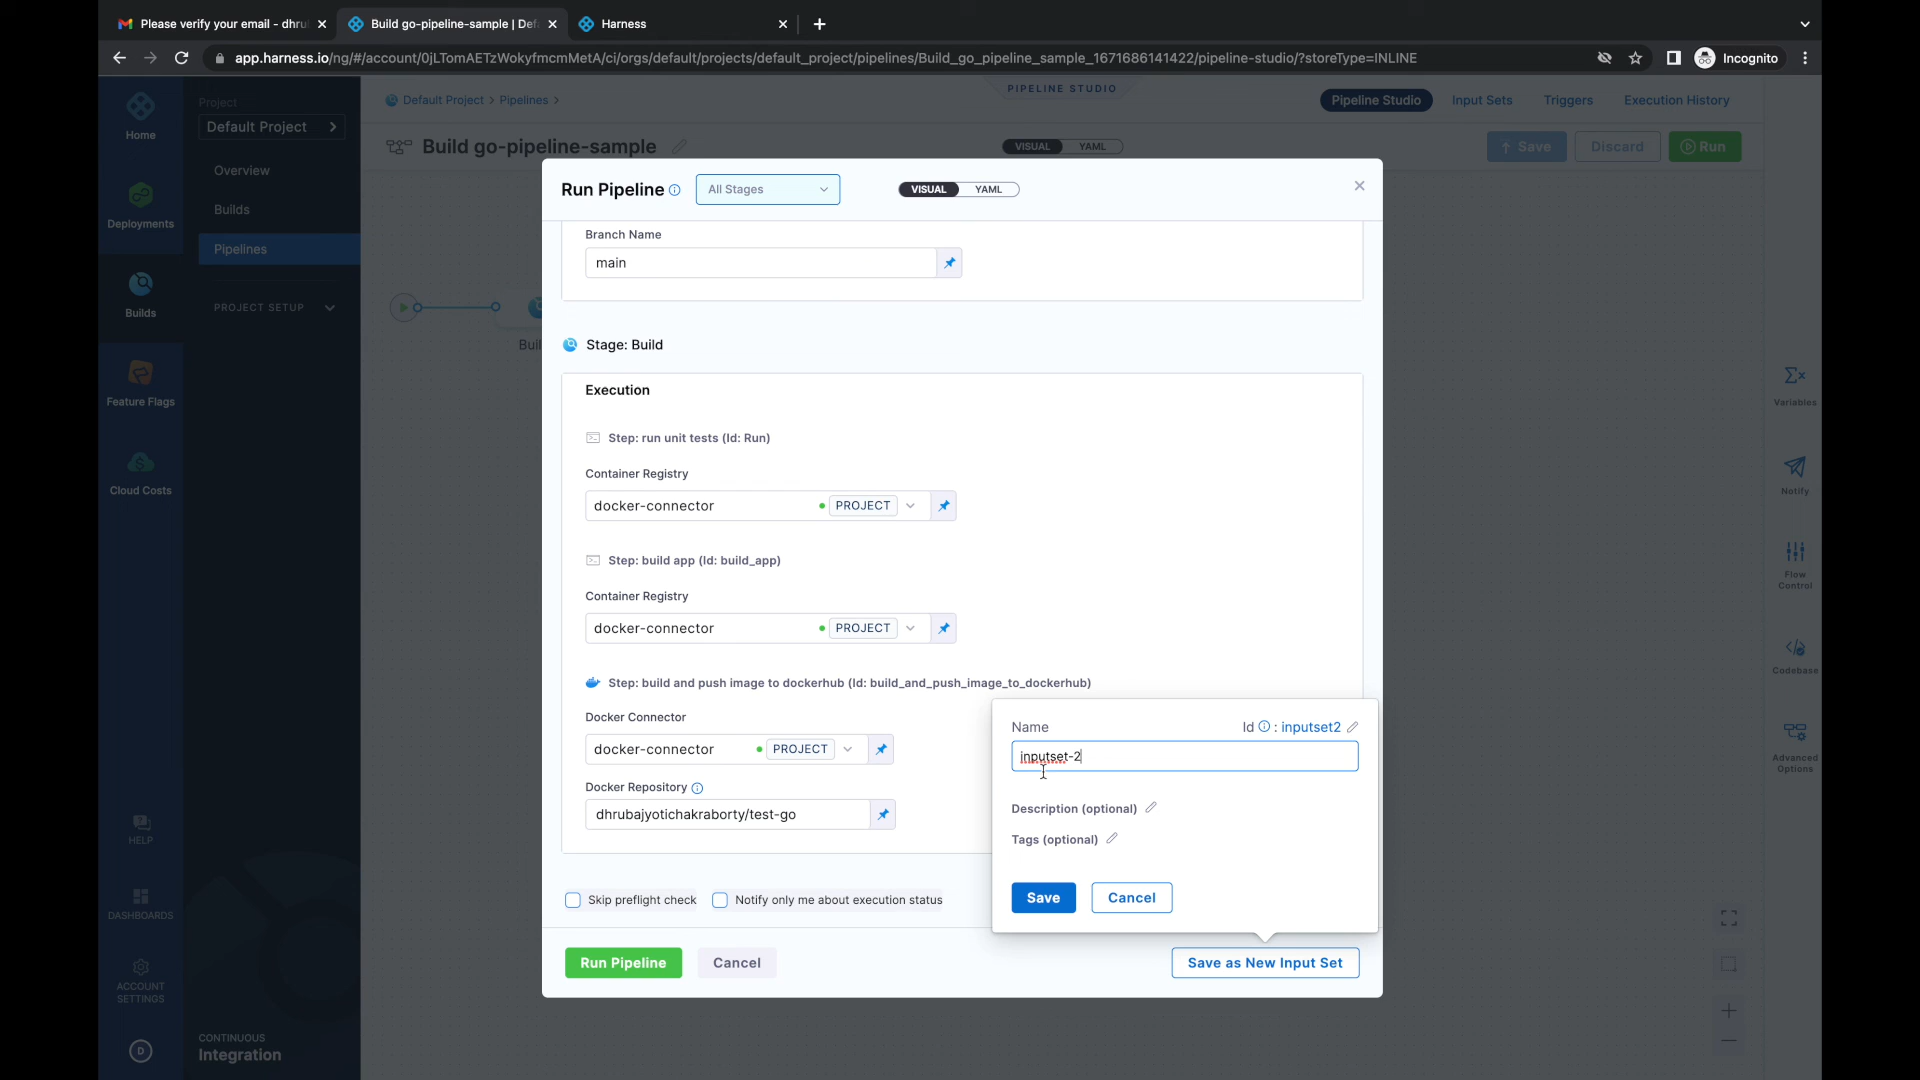 Please verify your email - dhru
Build go-pipeline-sample | Def
Harness
app.harness.io/ng/#/account/0jLTomAETzWokyfmcmMetA/ci/orgs/default/projects/default_project/pipelines/Build_go_pipeline_sample_1671686141422/pipeline-studio/?storeType=INLINE
Incognito
Home
Deployments
Builds
Feature Flags
Cloud Costs
HELP
DASHBOARDS
ACCOUNT
SETTINGS
D
Project
Default Project
Overview
Builds
Pipelines
PROJECT SETUP
CONTINUOUS
Integration
Default Project > Pipelines >
PIPELINE STUDIO
Pipeline Studio
Input Sets
Triggers
Execution History
Build go-pipeline-sample
VISUAL
YAML
Save
Discard
Run
Buil
Run Pipeline
All Stages
VISUAL
YAML
Branch Name
main
Stage: Build
Execution
Step: run unit tests (Id: Run)
Container Registry
docker-connector
PROJECT
Step: build app (Id: build_app)
Container Registry
docker-connector
PROJECT
Step: build and push image to dockerhub (Id: build_and_push_image_to_dockerhub)
Docker Connector
docker-connector
PROJECT
Docker Repository
dhrubajyotichakraborty/test-go
Skip preflight check
Notify only me about execution status
Run Pipeline
Cancel
Save as New Input Set
Name
Id : inputset2
inputset-2
Description (optional)
Tags (optional)
Save
Cancel
Variables
Notify
Flow
Control
Codebase
Advanced
Options